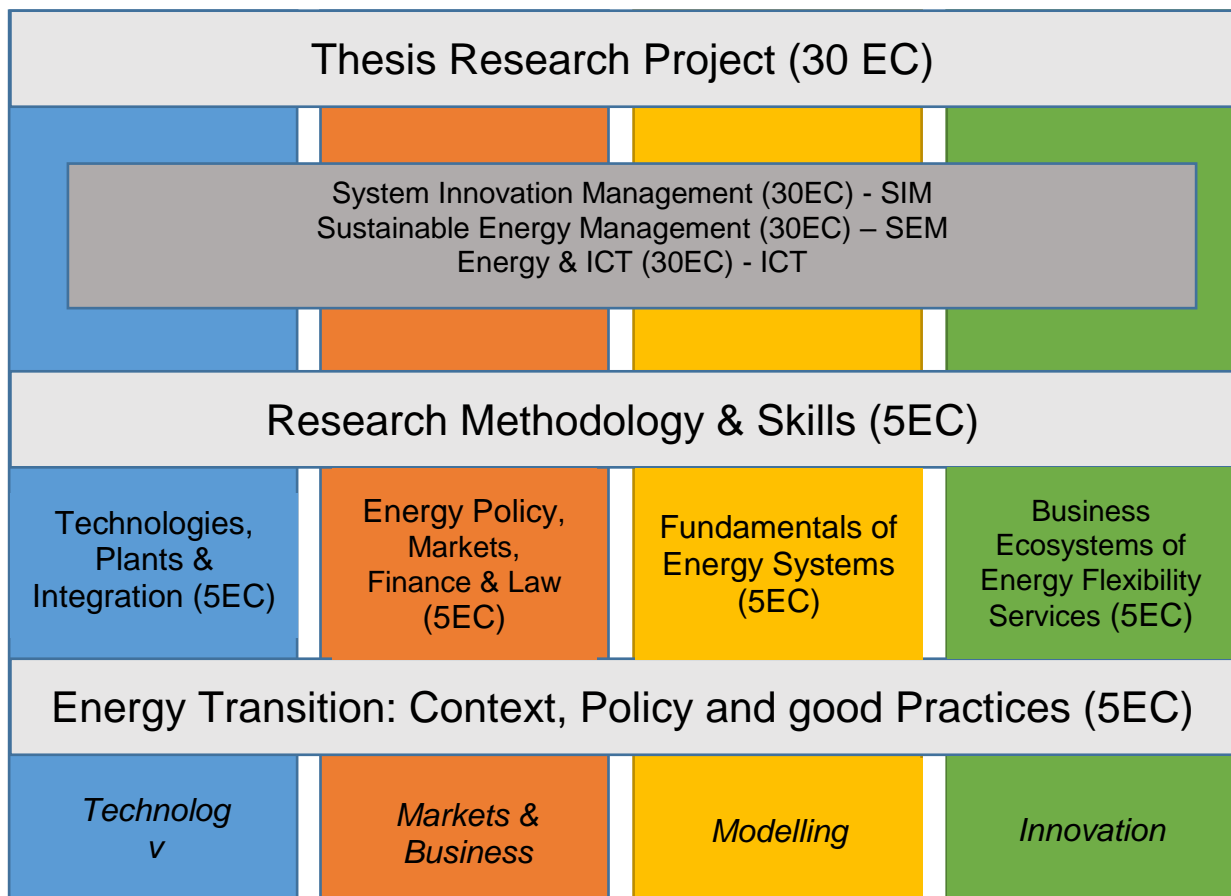 Thesis Research Project (30 EC)
System Innovation Management (30EC) - SIM
Sustainable Energy Management (30EC) – SEM
Energy & ICT (30EC) - ICT
Research Methodology & Skills (5EC)
Technologies,
Plants &
Integration (5EC)
Energy Policy,
Markets,
Finance & Law
(5EC)
Fundamentals of
Energy Systems
(5EC)
Business
Ecosystems of
Energy Flexibility
Services (5EC)
Energy Transition: Context, Policy and good Practices (5EC)
Technolog
y
Markets &
Business
Modelling
Innovation